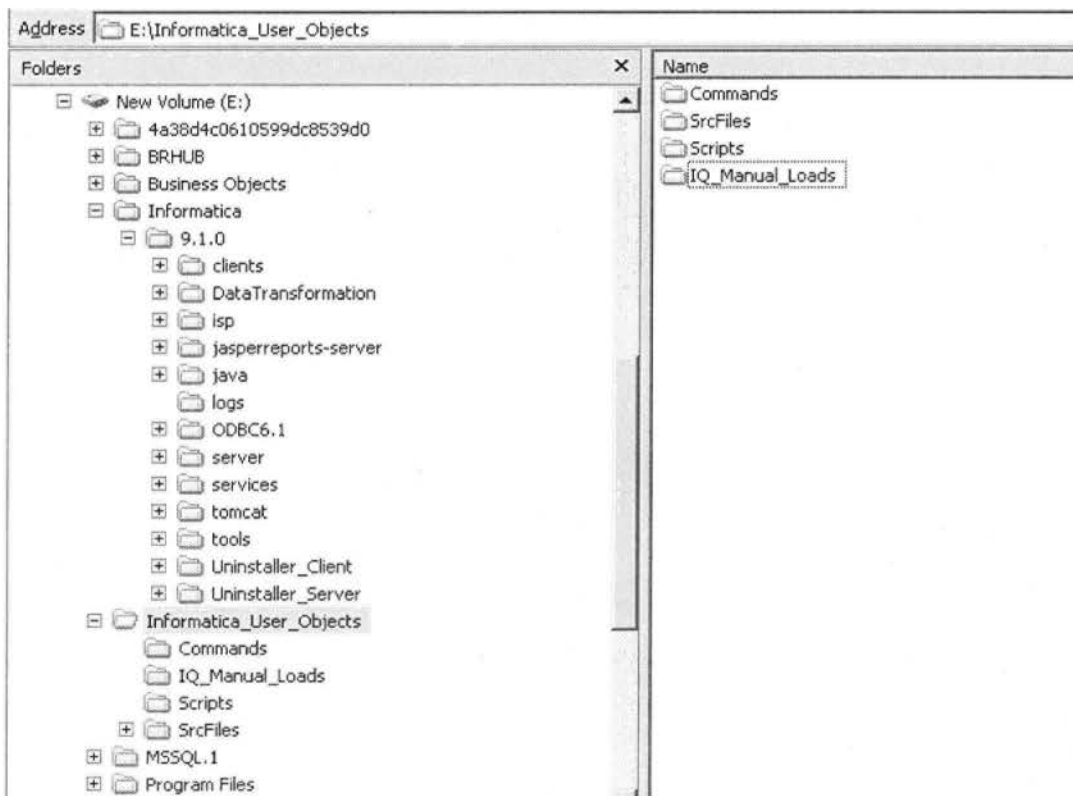 Address E:\Informatica_User_Objects
Folders
New Volume (E:)
4a38d4c0610599dc8539d0
BRHUB
Business Objects
Informatica
9.1.0
clients
DataTransformation
isp
jasperreports-server
java
logs
ODBC6.1
server
services
tomcat
tools
Uninstaller_Client
Uninstaller_Server
Informatica_User_Objects
Commands
IQ_Manual_Loads
Scripts
SrcFiles
MSSQL.1
Program Files
Name
Commands
SrcFiles
Scripts
IQ_Manual_Loads